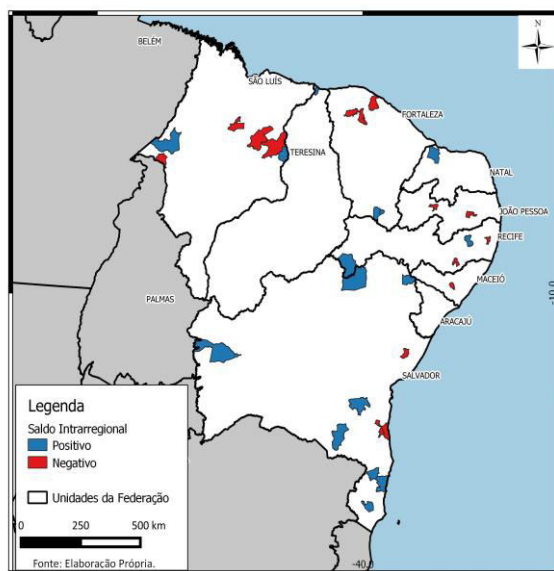 N
BELÉM
SÃO LUÍS
FORTALEZA
TERESINA
NATAL
JOÃO PESSOA
RECIFE
MACEIÓ
PALMAS
ARACAJÚ
SALVADOR
-10.0
Legenda
Saldo Intrarregional
Positivo
Negativo
Unidades da Federação
0 250 500 km
Fonte: Elaboração Própria.
-40.0